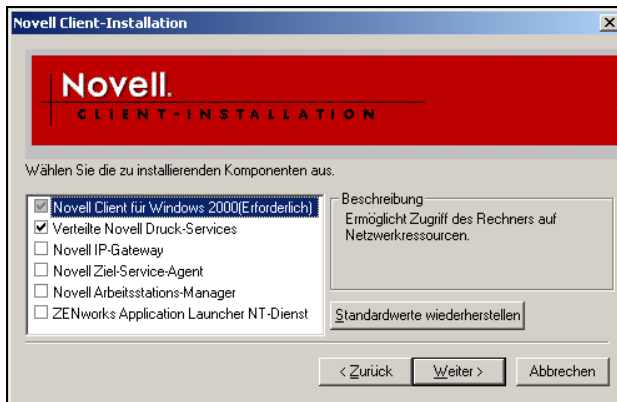 Novell Client-Installation
Novell.
CLIENT-INSTALLATION
Wählen Sie die zu installierenden Komponenten aus.
Novell Client für Windows 2000(Erforderlich)
Verteilte Novell Druck-Services
Novell IP-Gateway
Novell Ziel-Service-Agent
Novell Arbeitsstations-Manager
ZENworks Application Launcher NT-Dienst
Beschreibung
Ermöglicht Zugriff des Rechners auf
Netzwerkressourcen.
Standardwerte wiederherstellen
< Zurück
Weiter >
Abbrechen